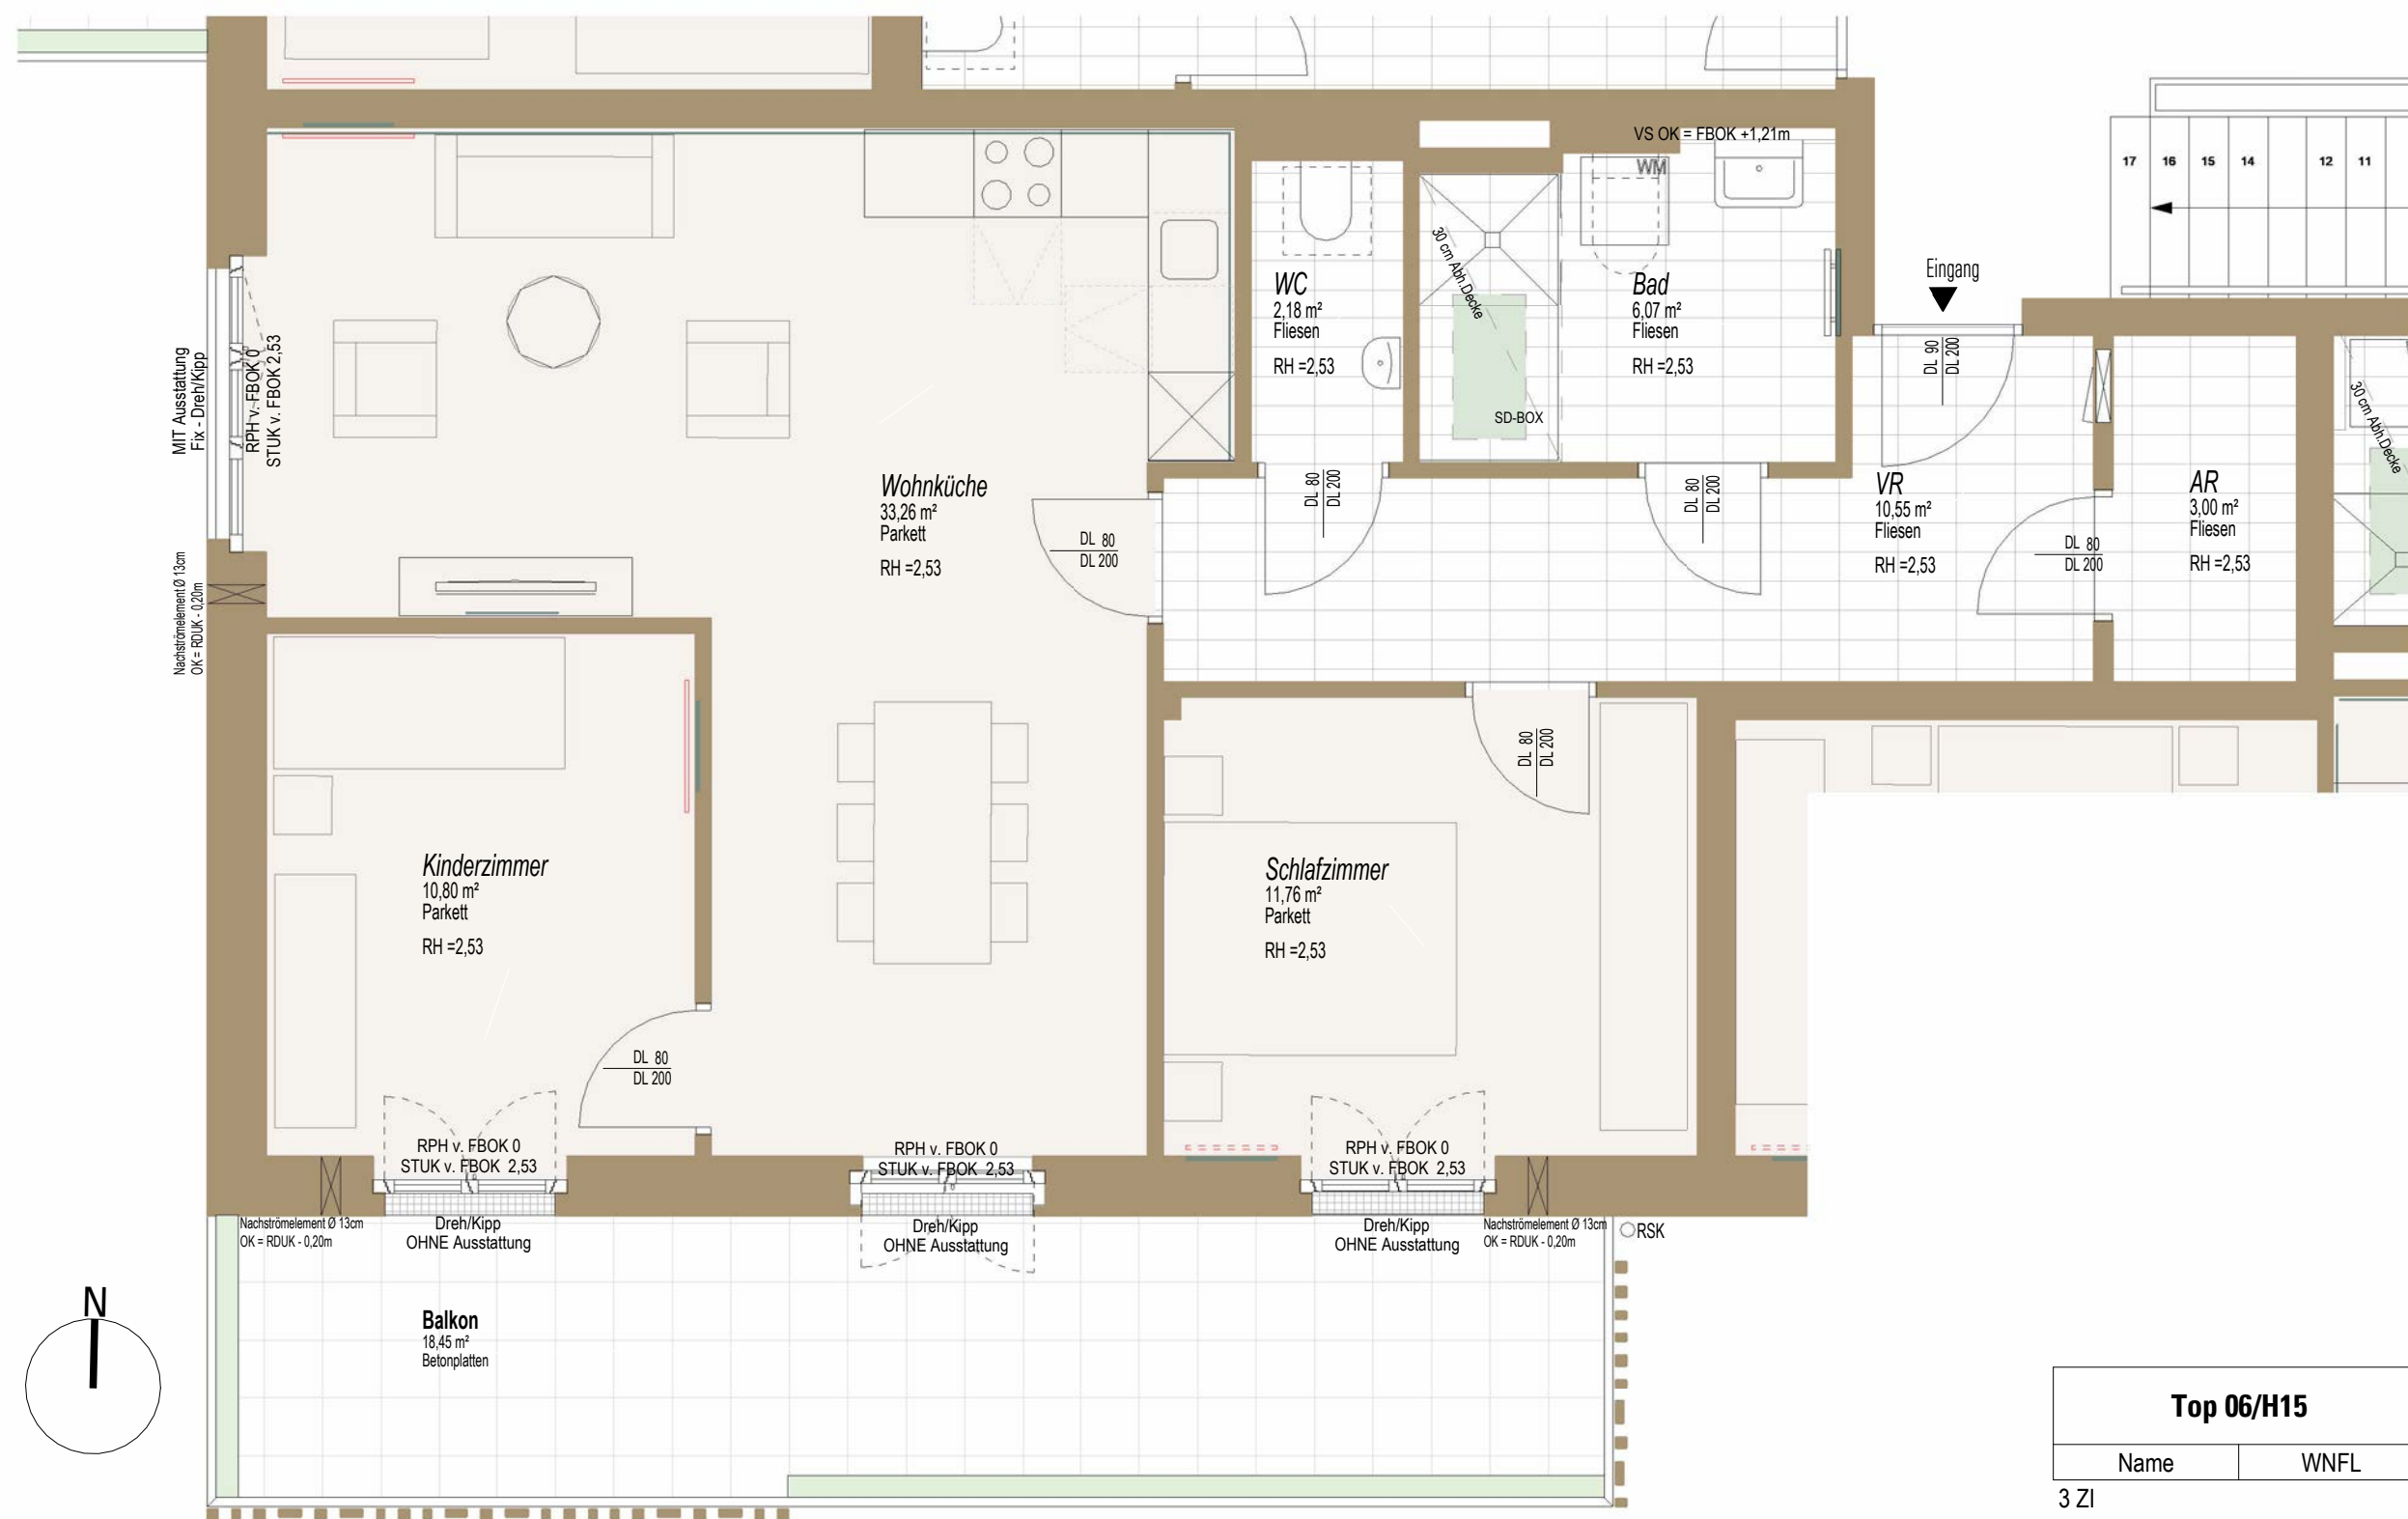 VS OK = FBOK +1,21m
WM
17 16 15 14 12 11
Eingang
30 cm Abh.Decke
WC
2,18 m²
Fliesen
RH =2,53
Bad
6,07 m²
Fliesen
RH =2,53
SD-BOX
DL 90
DL 200
30 cm Abh.Decke
MIT Ausstattung
Fix - Dreh/Kipp
RPH v. FBOK 0
STUK v. FBOK 2,53
Wohnküche
33,26 m²
Parkett
RH =2,53
DL 80
DL 200
DL 80
DL 200
DL 80
DL 200
VR
10,55 m²
Fliesen
RH =2,53
DL 80
DL 200
AR
3,00 m²
Fliesen
RH =2,53
Nachströmelement Ø 13cm
OK = RDUK - 0,20m
DL 80
DL 200
Kinderzimmer
10,80 m²
Parkett
RH =2,53
Schlafzimmer
11,76 m²
Parkett
RH =2,53
DL 80
DL 200
RPH v. FBOK 0
STUK v. FBOK 2,53
RPH v. FBOK 0
STUK v. FBOK 2,53
RPH v. FBOK 0
STUK v. FBOK 2,53
Nachströmelement Ø 13cm
OK = RDUK - 0,20m
Dreh/Kipp
OHNE Ausstattung
Dreh/Kipp
OHNE Ausstattung
Dreh/Kipp
OHNE Ausstattung
Nachströmelement Ø 13cm
OK = RDUK - 0,20m
RSK
N
Balkon
18,45 m²
Betonplatten
Top 06/H15
Name WNFL
3 ZI